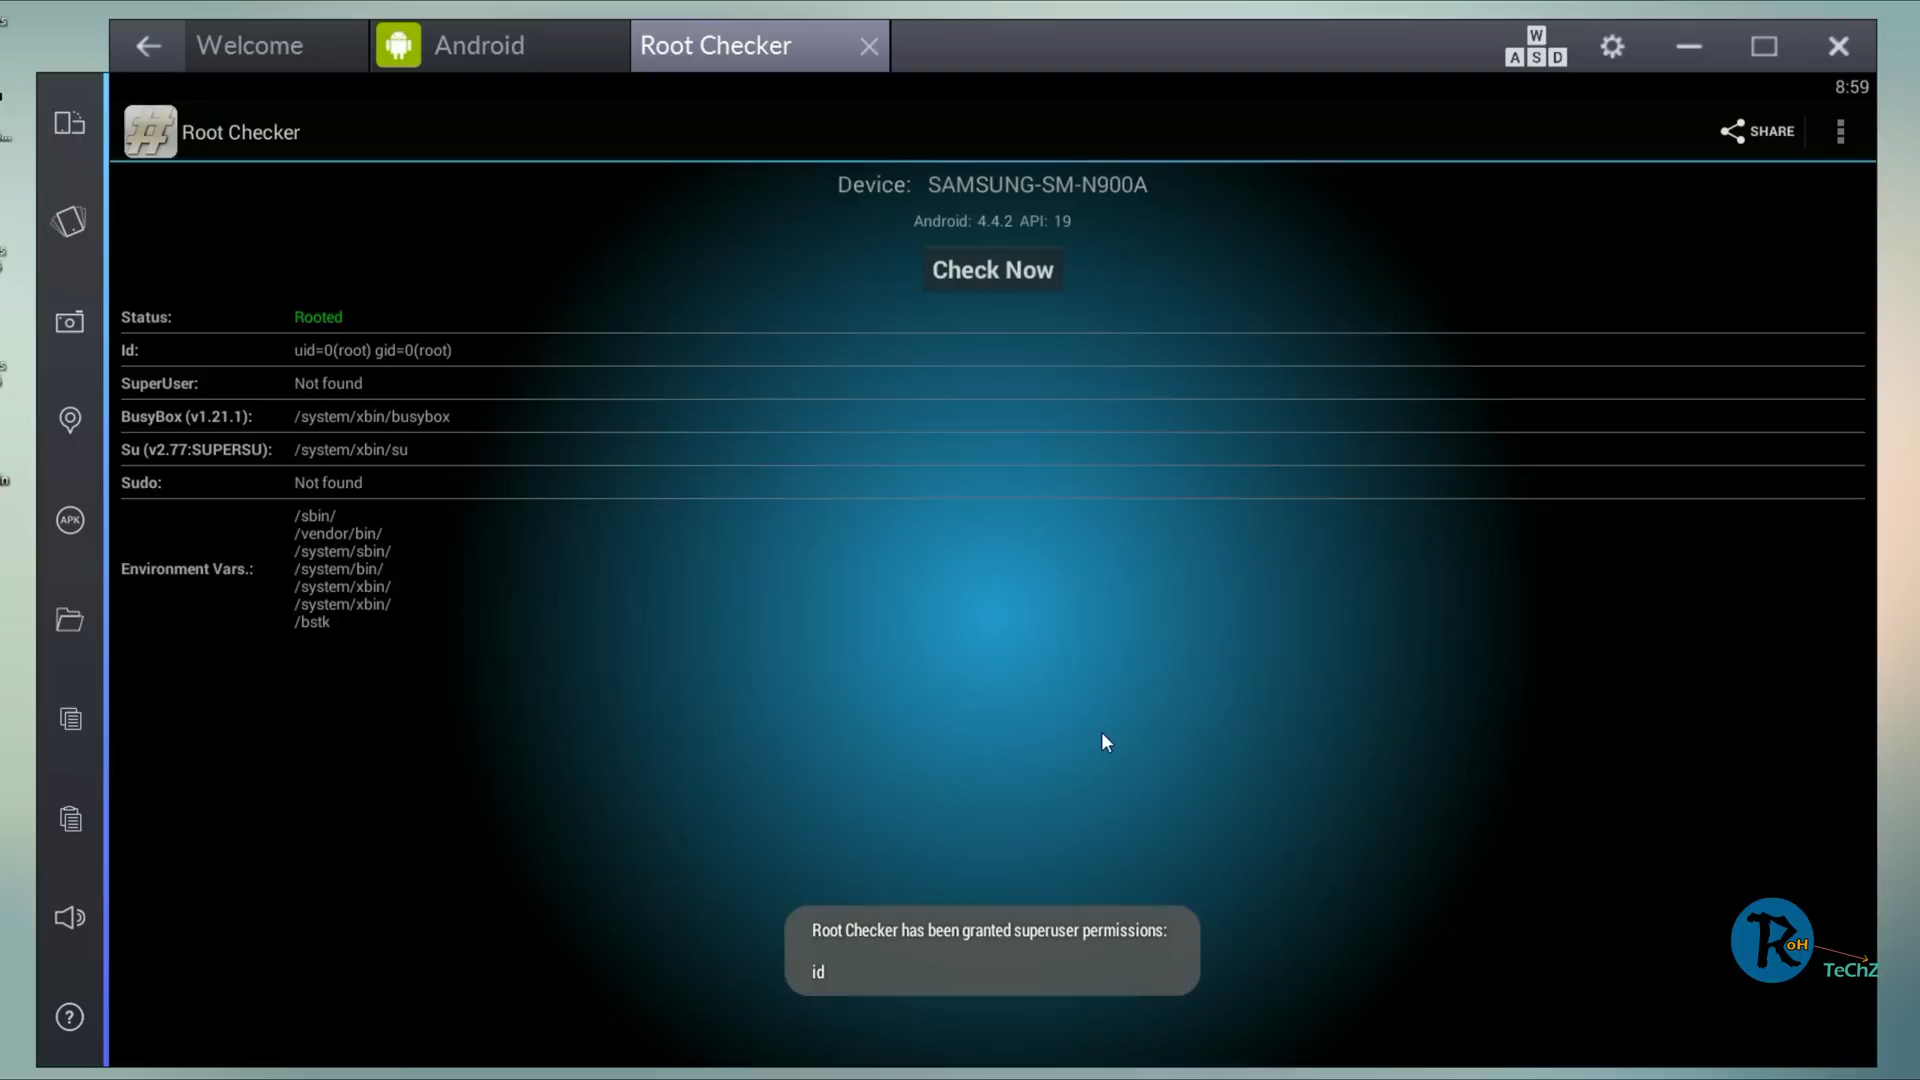 Welcome
Android
Root Checker
W
A S D
8:59
Root Checker
SHARE
Device: SAMSUNG-SM-N900A
Android: 4.4.2 API: 19
Check Now
Status: Rooted
Id: uid=0(root) gid=0(root)
SuperUser: Not found
BusyBox (v1.21.1): /system/xbin/busybox
Su (v2.77:SUPERSU): /system/xbin/su
Sudo: Not found
Environment Vars.:
/sbin/
/vendor/bin/
/system/sbin/
/system/bin/
/system/xbin/
/system/xbin/
/bstk
APK
Root Checker has been granted superuser permissions:
id
RoH
TeChZ